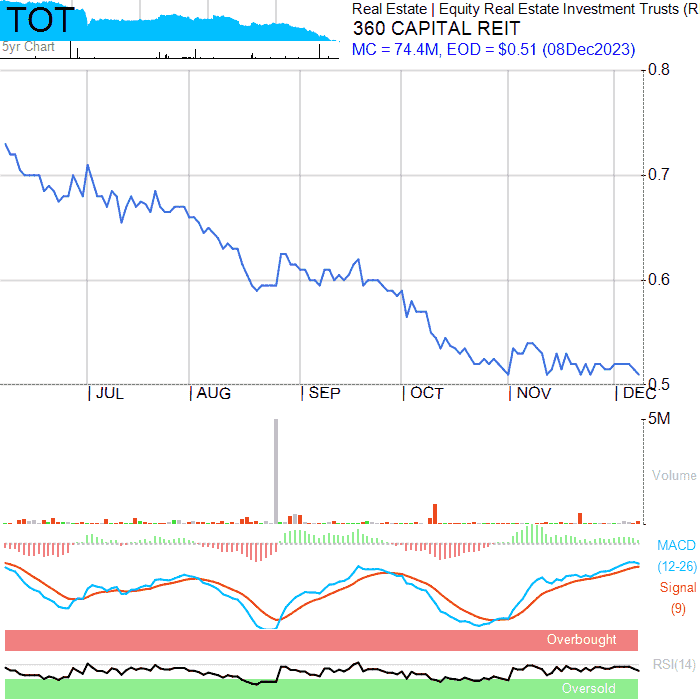 TOT
5yr Chart
Real Estate | Equity Real Estate Investment Trusts (R
360 CAPITAL REIT
MC = 74.4M, EOD = $0.51 (08Dec2023)
0.8
0.7
0.6
0.5
JUL AUG SEP OCT NOV DEC
5M
Volume
MACD
(12-26)
Signal
(9)
Overbought
RSI(14)
Oversold